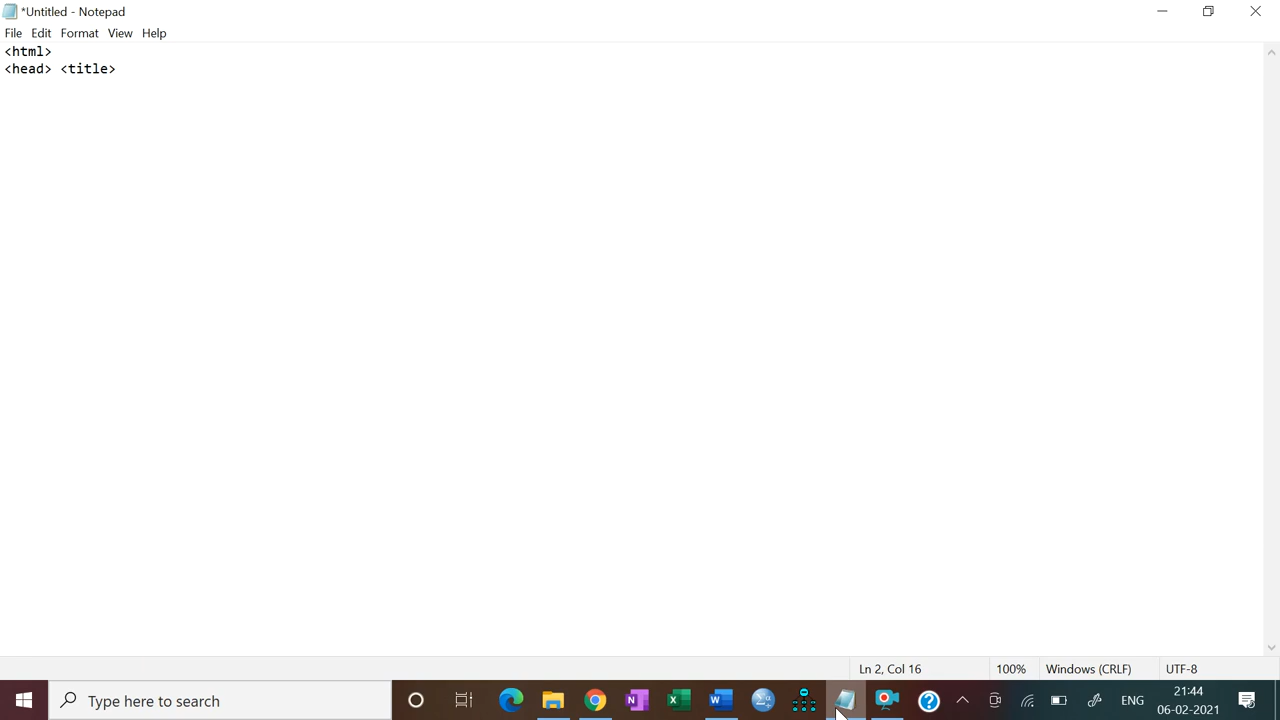 *Untitled - Notepad
File Edit Format View Help
<html>
<head> <title>
Ln 2, Col 16 100% Windows (CRLF) UTF-8
Type here to search
ENG
21:44
06-02-2021